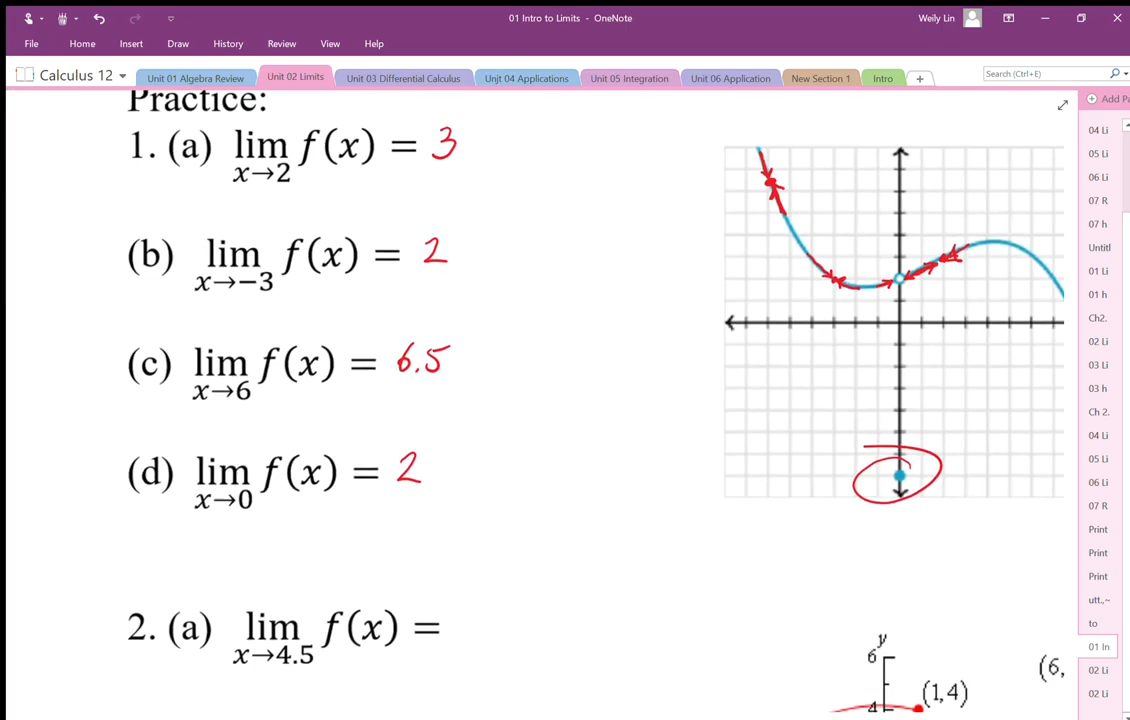 01 Intro to Limits - OneNote
Weily Lin
File Home Insert Draw History Review View Help
Calculus 12
Unit 01 Algebra Review
Unit 02 Limits
Unit 03 Differential Calculus
Unit 04 Applications
Unit 05 Integration
Unit 06 Application
New Section 1
Intro
+
Search (Ctrl+E)
Practice:
1. (a) lim x→2 f(x) = 3
(b) lim x→−3 f(x) = 2
(c) lim x→6 f(x) = 6.5
(d) lim x→0 f(x) = 2
2. (a) lim x→4.5 f(x) =
y
6
(6,
(1,4)
4
Add Pa
04 Li
05 Li
06 Li
07 R
07 h
Untitl
01 Li
01 h
Ch2.
02 Li
03 Li
03 h
Ch 2.
04 Li
05 Li
06 Li
07 R
Print
Print
Print
utt.,~
to
01 In
02 Li
02 Li